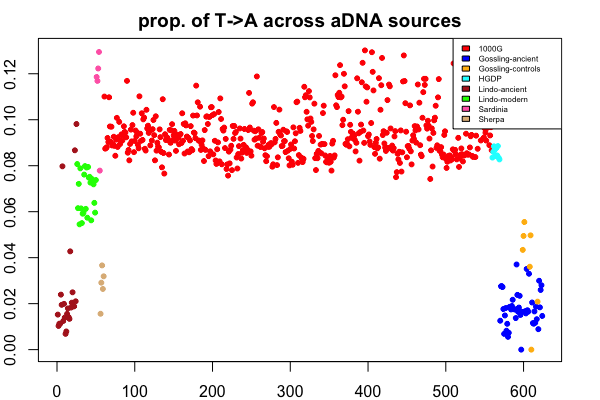 prop. of T->A across aDNA sources
1000G
Gossling-ancient
Gossling-controls
HGDP
Lindo-ancient
Lindo-modern
Sardinia
Sherpa
0.12
0.10
0.08
0.06
0.04
0.02
0.00
0 100 200 300 400 500 600